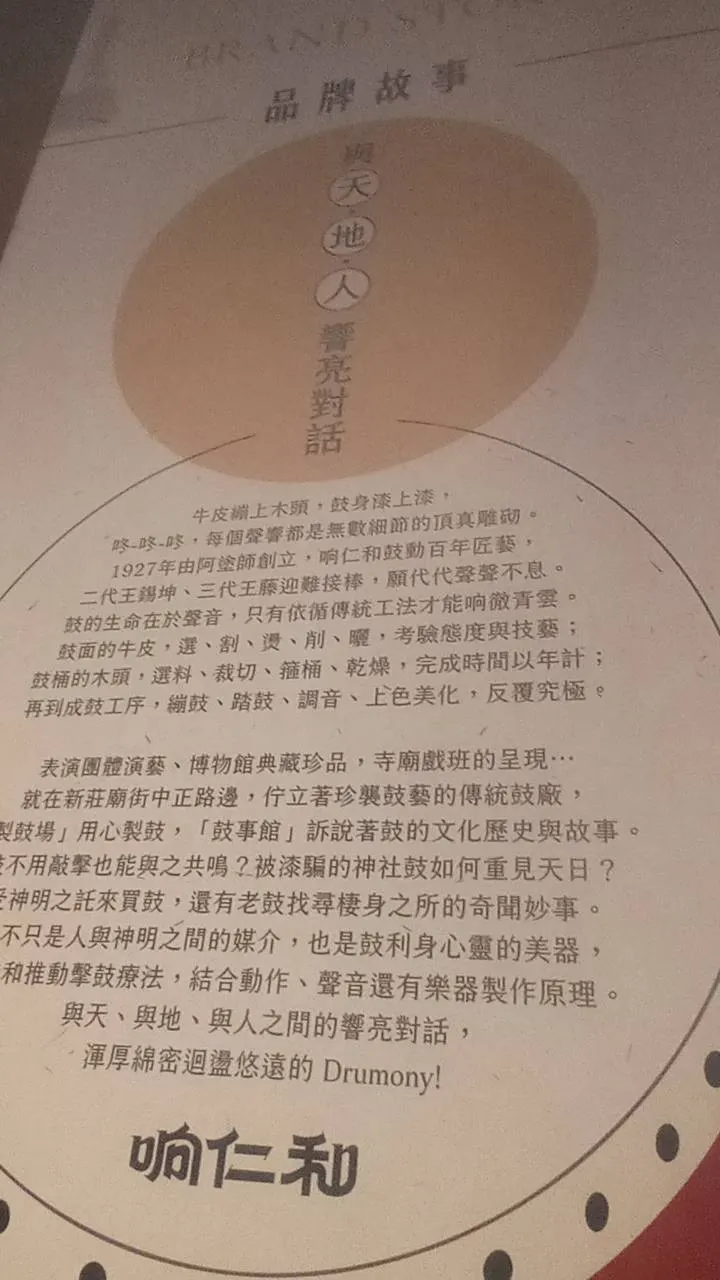 BRAND STOR
品牌故事
與天·地·人響亮對話
牛皮繃上木頭，鼓身漆上漆，
咚-咚-咚，每個聲響都是無數細節的頂真雕砌。
1927年由阿塗師創立，响仁和鼓動百年匠藝，
二代王錫坤、三代王藤迎難接棒，願代代聲聲不息。
鼓的生命在於聲音，只有依循傳統工法才能响徹青雲。
鼓面的牛皮，選、割、燙、削、曬，考驗態度與技藝；
鼓桶的木頭，選料、裁切、箍桶、乾燥，完成時間以年計；
再到成鼓工序，繃鼓、踏鼓、調音、上色美化，反覆究極。
表演團體演藝、博物館典藏珍品，寺廟戲班的呈現…
就在新莊廟街中正路邊，佇立著珍襲鼓藝的傳統鼓廠，
製鼓場」用心製鼓，「鼓事館」訴說著鼓的文化歷史與故事。
不用敲擊也能與之共鳴？被漆騙的神社鼓如何重見天日？
受神明之託來買鼓，還有老鼓找尋棲身之所的奇聞妙事。
不只是人與神明之間的媒介，也是鼓利身心靈的美器，
和推動擊鼓療法，結合動作、聲音還有樂器製作原理。
與天、與地、與人之間的響亮對話，
渾厚綿密迴盪悠遠的 Drumony!
响仁和